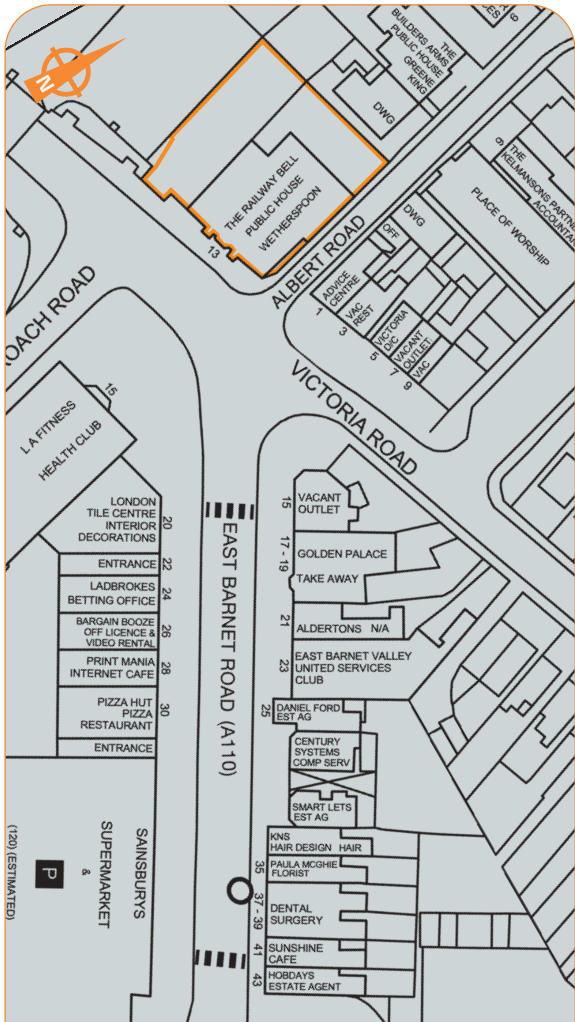 N
THE
BUILDERS ARMS
PUBLIC HOUSE
GREENE
KING
6
DWG
THE RAILWAY BELL
PUBLIC HOUSE
WETHERSPOON
13
ALBERT ROAD
9
THE
KELMANSONS PARTN
ACCOUNTA
PLACE OF WORSHIP
DWG
OFF
ADVICE
CENTRE
1
VAC
REST
3
VICTORIA
D/C
5
VACANT
OUTLET
7
VAC
9
OACH ROAD
VICTORIA ROAD
15
L A FITNESS
HEALTH CLUB
LONDON
TILE CENTRE
INTERIOR
DECORATIONS
20
ENTRANCE
22
LADBROKES
BETTING OFFICE
24
BARGAIN BOOZE
OFF LICENCE &
VIDEO RENTAL
26
PRINT MANIA
INTERNET CAFE
28
PIZZA HUT
PIZZA
RESTAURANT
30
ENTRANCE
SAINSBURYS
&
SUPERMARKET
P
(120) (ESTIMATED)
EAST BARNET ROAD (A110)
15
VACANT
OUTLET
17 - 19
GOLDEN PALACE
TAKE AWAY
21
ALDERTONS N/A
23
EAST BARNET VALLEY
UNITED SERVICES
CLUB
25
DANIEL FORD
EST AG
CENTURY
SYSTEMS
COMP SERV
SMART LETS
EST AG
KNS
HAIR DESIGN HAIR
35
PAULA MCGHIE
FLORIST
37 - 39
DENTAL
SURGERY
41
SUNSHINE
CAFE
43
HOBDAYS
ESTATE AGENT